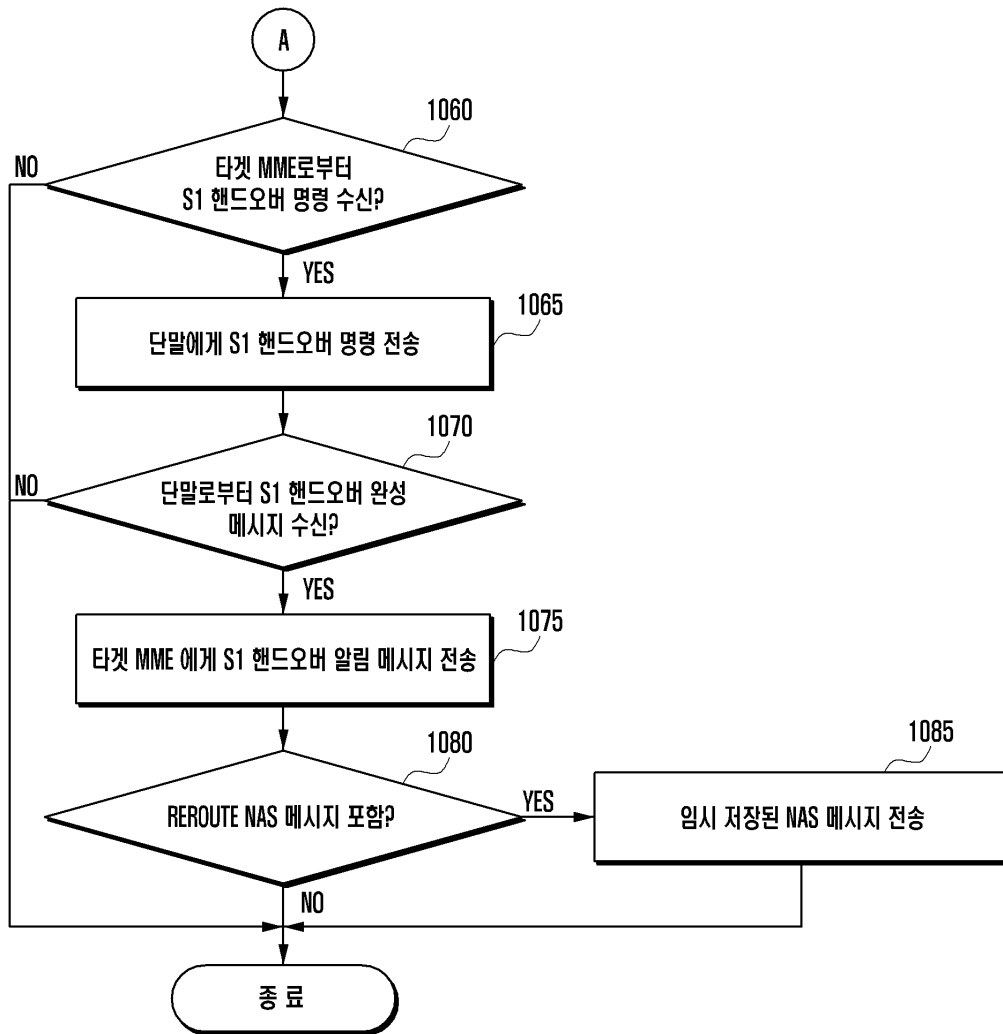 A
1060
NO
타겟 MME로부터
S1 핸드오버 명령 수신?
YES
1065
단말에게 S1 핸드오버 명령 전송
1070
NO
단말로부터 S1 핸드오버 완성
메시지 수신?
YES
1075
타겟 MME 에게 S1 핸드오버 알림 메시지 전송
1080
1085
REROUTE NAS 메시지 포함?
YES
임시 저장된 NAS 메시지 전송
NO
종 료